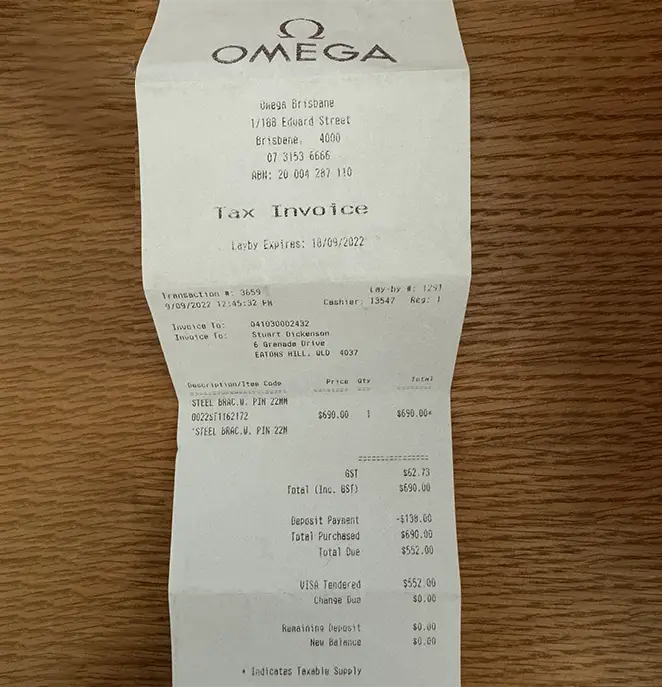 Ω
OMEGA
Omega Brisbane
1/188 Edward Street
Brisbane, 4000
07 3153 6666
ABN: 20 004 287 110
Tax Invoice
Layby Expires: 10/09/2022
Transaction #: 3659 Lay-by #: 1291
9/09/2022 12:45:32 PM Cashier: 13547 Reg: 1
Invoice To: 041030002432
Invoice To: Stuart Dickenson
6 Grenade Drive
EATONS HILL, QLD 4037
Description/Item Code Price Qty Total
STEEL BRAC.W. PIN 22MM
0022ST1162172 $690.00 1 $690.00*
*STEEL BRAC.W. PIN 22M
GST $62.73
Total (Inc. GST) $690.00
Deposit Payment -$138.00
Total Purchased $690.00
Total Due $552.00
VISA Tendered $552.00
Change Due $0.00
Remaining Deposit $0.00
New Balance $0.00
* Indicates Taxable Supply